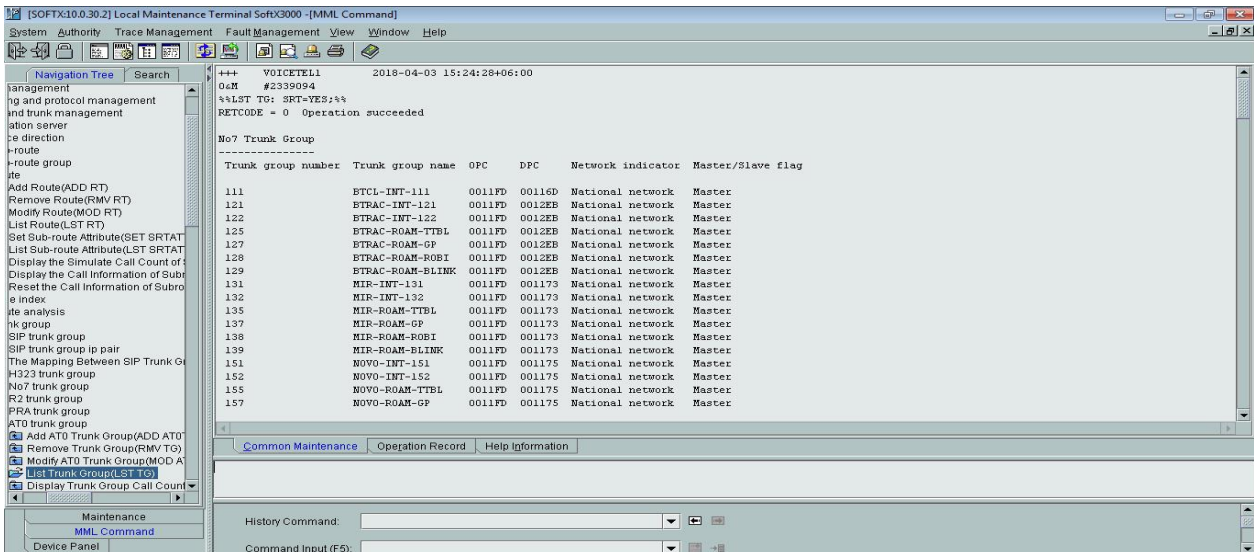 [SOFTX:10.0.30.2] Local Maintenance Terminal SoftX3000 -[MML Command]
System Authority Trace Management Fault Management View Window Help
Navigation Tree Search
anagement
ng and protocol management
and trunk management
ation server
ce direction
-route
-route group
ute
Add Route(ADD RT)
Remove Route(RMV RT)
Modify Route(MOD RT)
List Route(LST RT)
Set Sub-route Attribute(SET SRTAT
List Sub-route Attribute(LST SRTAT
Display the Simulate Call Count of
Display the Call Information of Subr
Reset the Call Information of Subro
e index
ute analysis
nk group
SIP trunk group
SIP trunk group ip pair
The Mapping Between SIP Trunk Gr
H323 trunk group
No7 trunk group
R2 trunk group
PRA trunk group
AT0 trunk group
Add AT0 Trunk Group(ADD AT0
Remove Trunk Group(RMV TG)
Modify AT0 Trunk Group(MOD A
List Trunk Group(LST TG)
Display Trunk Group Call Count
Maintenance
MML Command
Device Panel
+++ VOICETEL1 2018-04-03 15:24:28+06:00
O&M #2339094
%%LST TG: SRT=YES;%%
RETCODE = 0 Operation succeeded
No7 Trunk Group
---------------
Trunk group number Trunk group name OPC DPC Network indicator Master/Slave flag
111 BTCL-INT-111 0011FD 00116D National network Master
121 BTRAC-INT-121 0011FD 0012EB National network Master
122 BTRAC-INT-122 0011FD 0012EB National network Master
125 BTRAC-ROAM-TTBL 0011FD 0012EB National network Master
127 BTRAC-ROAM-GP 0011FD 0012EB National network Master
128 BTRAC-ROAM-ROBI 0011FD 0012EB National network Master
129 BTRAC-ROAM-BLINK 0011FD 0012EB National network Master
131 MIR-INT-131 0011FD 001173 National network Master
132 MIR-INT-132 0011FD 001173 National network Master
135 MIR-ROAM-TTBL 0011FD 001173 National network Master
137 MIR-ROAM-GP 0011FD 001173 National network Master
138 MIR-ROAM-ROBI 0011FD 001173 National network Master
139 MIR-ROAM-BLINK 0011FD 001173 National network Master
151 NOVO-INT-151 0011FD 001175 National network Master
152 NOVO-INT-152 0011FD 001175 National network Master
155 NOVO-ROAM-TTBL 0011FD 001175 National network Master
157 NOVO-ROAM-GP 0011FD 001175 National network Master
Common Maintenance Operation Record Help Information
History Command:
Command Input (F5):